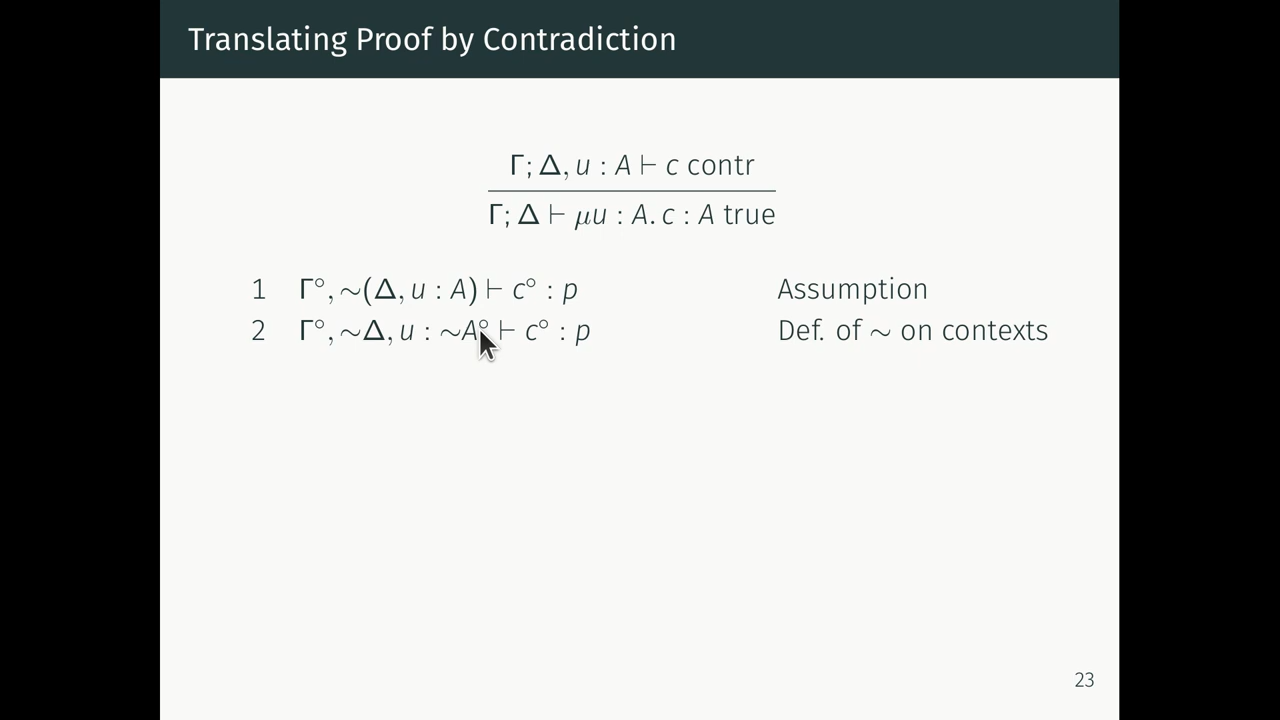 Translating Proof by Contradiction
Γ; Δ, u : A ⊢ c contr
Γ; Δ ⊢ μu : A. c : A true
1 Γ°, ∼(Δ, u : A) ⊢ c° : p Assumption
2 Γ°, ∼Δ, u : ∼A° ⊢ c° : p Def. of ∼ on contexts
23